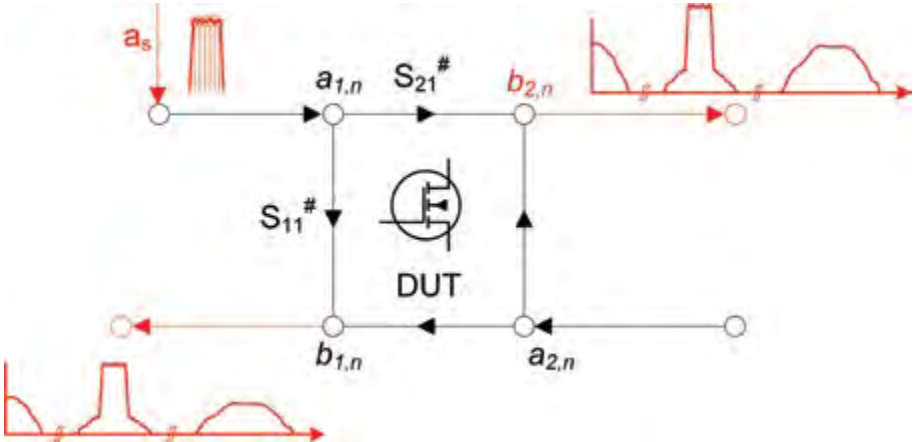 aₛ
a₁,ₙ
S₂₁#
b₂,ₙ
S₁₁#
DUT
b₁,ₙ
a₂,ₙ